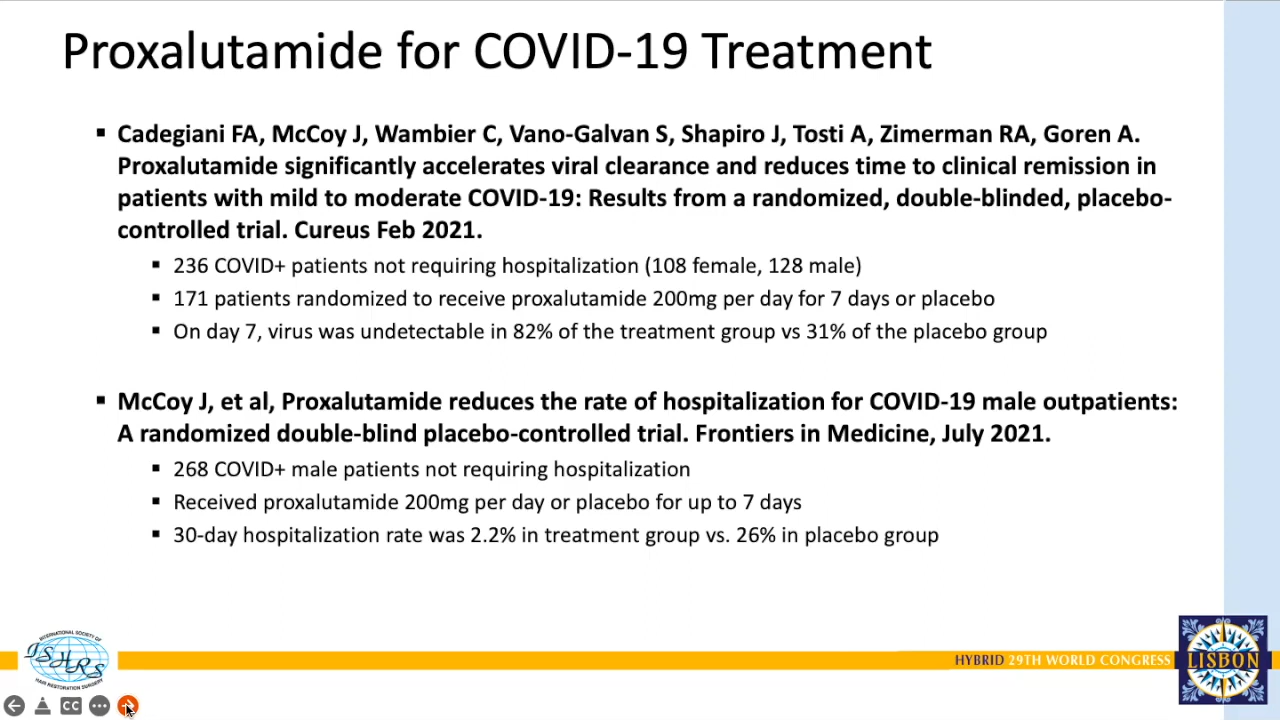 Proxalutamide for COVID-19 Treatment
▪ Cadegiani FA, McCoy J, Wambier C, Vano-Galvan S, Shapiro J, Tosti A, Zimerman RA, Goren A.
Proxalutamide significantly accelerates viral clearance and reduces time to clinical remission in
patients with mild to moderate COVID-19: Results from a randomized, double-blinded, placebo-
controlled trial. Cureus Feb 2021.
▪ 236 COVID+ patients not requiring hospitalization (108 female, 128 male)
▪ 171 patients randomized to receive proxalutamide 200mg per day for 7 days or placebo
▪ On day 7, virus was undetectable in 82% of the treatment group vs 31% of the placebo group
▪ McCoy J, et al, Proxalutamide reduces the rate of hospitalization for COVID-19 male outpatients:
A randomized double-blind placebo-controlled trial. Frontiers in Medicine, July 2021.
▪ 268 COVID+ male patients not requiring hospitalization
▪ Received proxalutamide 200mg per day or placebo for up to 7 days
▪ 30-day hospitalization rate was 2.2% in treatment group vs. 26% in placebo group
INTERNATIONAL SOCIETY OF
ISHRS
HAIR RESTORATION SURGERY
HYBRID 29TH WORLD CONGRESS
LISBON
CC